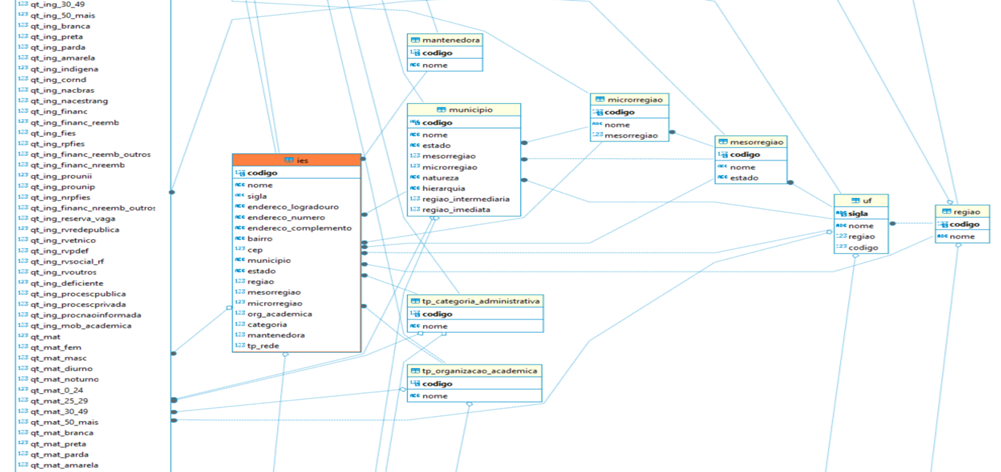 qt_ing_30_49
qt_ing_50_mais
qt_ing_branca
qt_ing_preta
qt_ing_parda
qt_ing_amarela
qt_ing_indigena
qt_ing_cornd
qt_ing_nacbras
qt_ing_nacestrang
qt_ing_financ
qt_ing_financ_reemb
qt_ing_fies
qt_ing_rpfies
qt_ing_financ_reemb_outros
qt_ing_financ_nreemb
qt_ing_prounii
qt_ing_prounip
qt_ing_nrpfies
qt_ing_financ_nreemb_outros
qt_ing_reserva_vaga
qt_ing_rvredepublica
qt_ing_rvetnico
qt_ing_rvpdef
qt_ing_rvsocial_rf
qt_ing_rvoutros
qt_ing_deficiente
qt_ing_procescpublica
qt_ing_procescprivada
qt_ing_procnaoinformada
qt_ing_mob_academica
qt_mat
qt_mat_fem
qt_mat_masc
qt_mat_diurno
qt_mat_noturno
qt_mat_0_24
qt_mat_25_29
qt_mat_30_49
qt_mat_50_mais
qt_mat_branca
qt_mat_preta
qt_mat_parda
qt_mat_amarela
ies
codigo
nome
sigla
endereco_logradouro
endereco_numero
endereco_complemento
bairro
cep
municipio
estado
regiao
mesorregiao
microrregiao
org_academica
categoria
mantenedora
tp_rede
mantenedora
codigo
nome
municipio
codigo
nome
estado
mesorregiao
microrregiao
natureza
hierarquia
regiao_intermediaria
regiao_imediata
tp_categoria_administrativa
codigo
nome
tp_organizacao_academica
codigo
nome
microrregiao
codigo
nome
mesorregiao
mesorregiao
codigo
nome
estado
uf
sigla
nome
regiao
codigo
regiao
codigo
nome